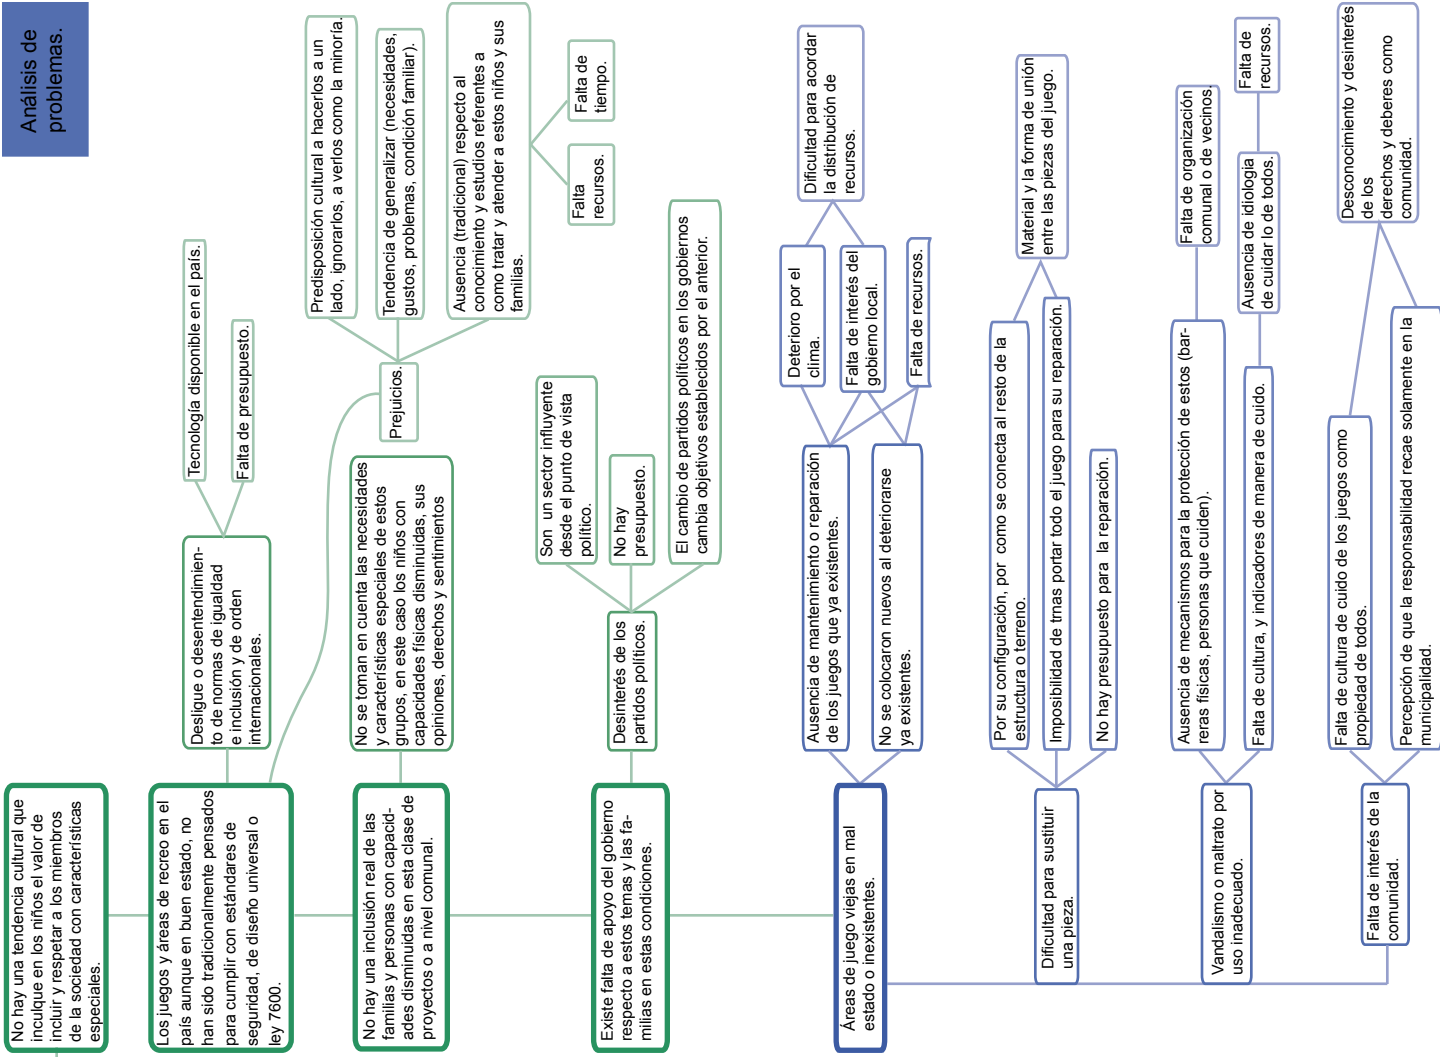 Análisis de
problemas.
No hay una tendencia cultural que
inculque en los niños el valor de
incluir y respetar a los miembros
de la sociedad con características
especiales.
Los juegos y áreas de recreo en el
país aunque en buen estado, no
han sido tradicionalmente pensados
para cumplir con estándares de
seguridad, de diseño universal o
ley 7600.
Desligue o desentendimien-
to de normas de igualdad
e inclusión y de orden
internacionales.
Tecnología disponible en el país.
Falta de presupuesto.
Prejuicios.
Predisposición cultural a hacerlos a un
lado, ignorarlos, a verlos como la minoría.
Tendencia de generalizar (necesidades,
gustos, problemas, condición familiar).
Ausencia (tradicional) respecto al
conocimiento y estudios referentes a
como tratar y atender a estos niños y sus
familias.
Falta
recursos.
Falta de
tiempo.
No hay una inclusión real de las
familias y personas con capacid-
ades disminuidas en esta clase de
proyectos o a nivel comunal.
No se toman en cuenta las necesidades
y características especiales de estos
grupos, en este caso los niños con
capacidades físicas disminuidas, sus
opiniones, derechos y sentimientos
Existe falta de apoyo del gobierno
respecto a estos temas y las fa-
milias en estas condiciones.
Desinterés de los
partidos políticos.
Son un sector influyente
desde el punto de vista
político.
No hay
presupuesto.
El cambio de partidos políticos en los gobiernos
cambia objetivos establecidos por el anterior.
Áreas de juego viejas en mal
estado o inexistentes.
Ausencia de mantenimiento o reparación
de los juegos que ya existentes.
No se colocaron nuevos al deteriorarse
ya existentes.
Deterioro por el
clima.
Falta de interés del
gobierno local.
Falta de recursos.
Dificultad para acordar
la distribución de
recursos.
Dificultad para sustituir
una pieza.
Por su configuración, por como se conecta al resto de la
estructura o terreno.
Imposibilidad de trnas portar todo el juego para su reparación.
No hay presupuesto para la reparación.
Material y la forma de unión
entre las piezas del juego.
Vandalismo o maltrato por
uso inadecuado.
Ausencia de mecanismos para la protección de estos (bar-
reras físicas, personas que cuiden).
Falta de cultura, y indicadores de manera de cuido.
Falta de organización
comunal o de vecinos.
Ausencia de idiologia
de cuidar lo de todos.
Falta de
recursos.
Falta de interés de la
comunidad.
Falta de cultura de cuido de los juegos como
propiedad de todos.
Percepción de que la responsabilidad recae solamente en la
municipalidad.
Desconocimiento y desinterés
de los
derechos y deberes como
comunidad.